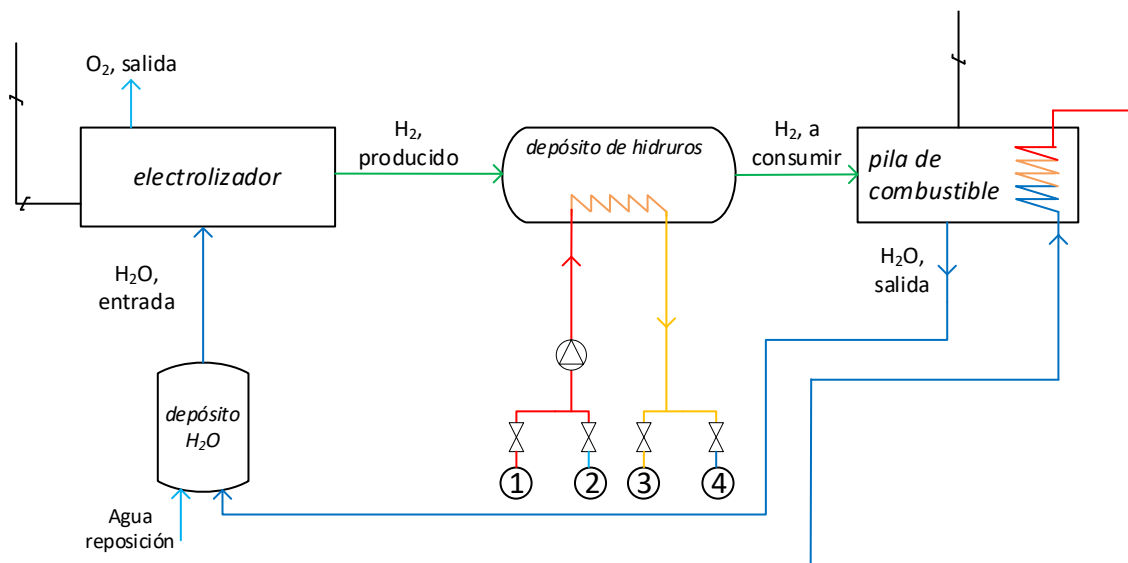 O₂, salida
electrolizador
H₂,
producido
depósito de hidruros
H₂, a
consumir
pila de
combustible
H₂O,
entrada
H₂O,
salida
depósito
H₂O
1
2
3
4
Agua
reposición